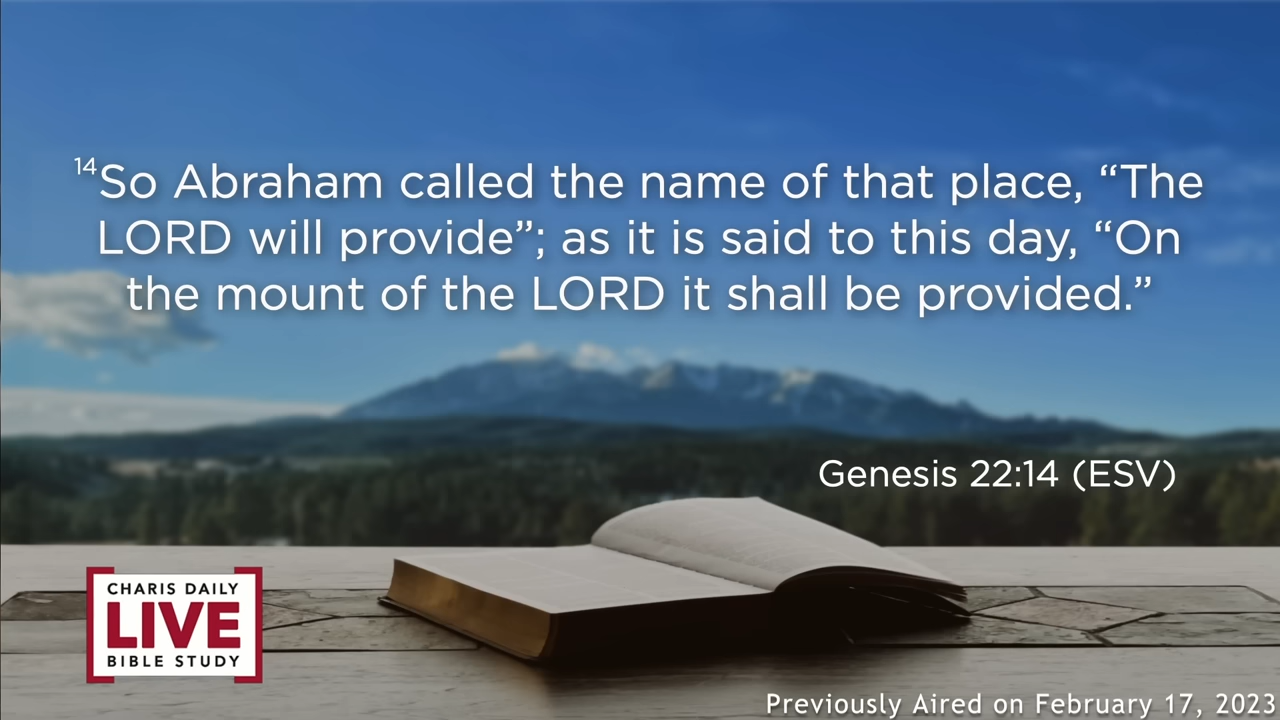 ¹⁴So Abraham called the name of that place, “The
LORD will provide”; as it is said to this day, “On
the mount of the LORD it shall be provided.”
Genesis 22:14 (ESV)
CHARIS DAILY
LIVE
BIBLE STUDY
Previously Aired on February 17, 2023